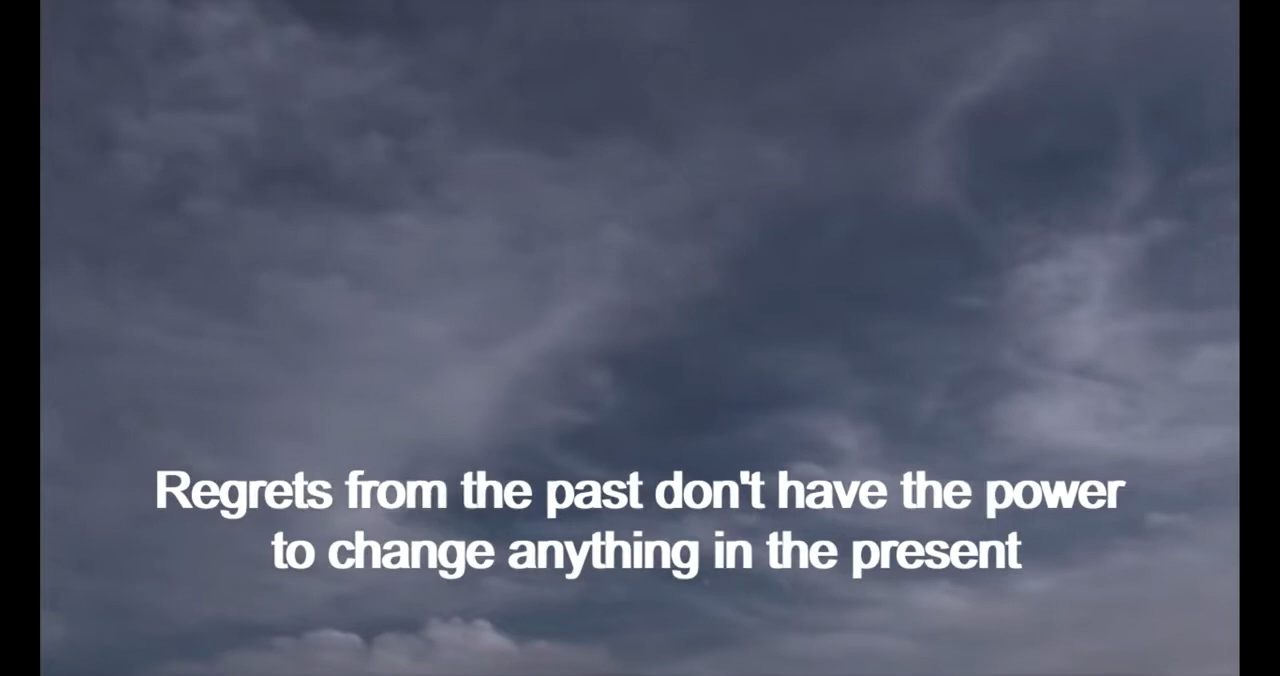 Regrets from the past don't have the power
to change anything in the present